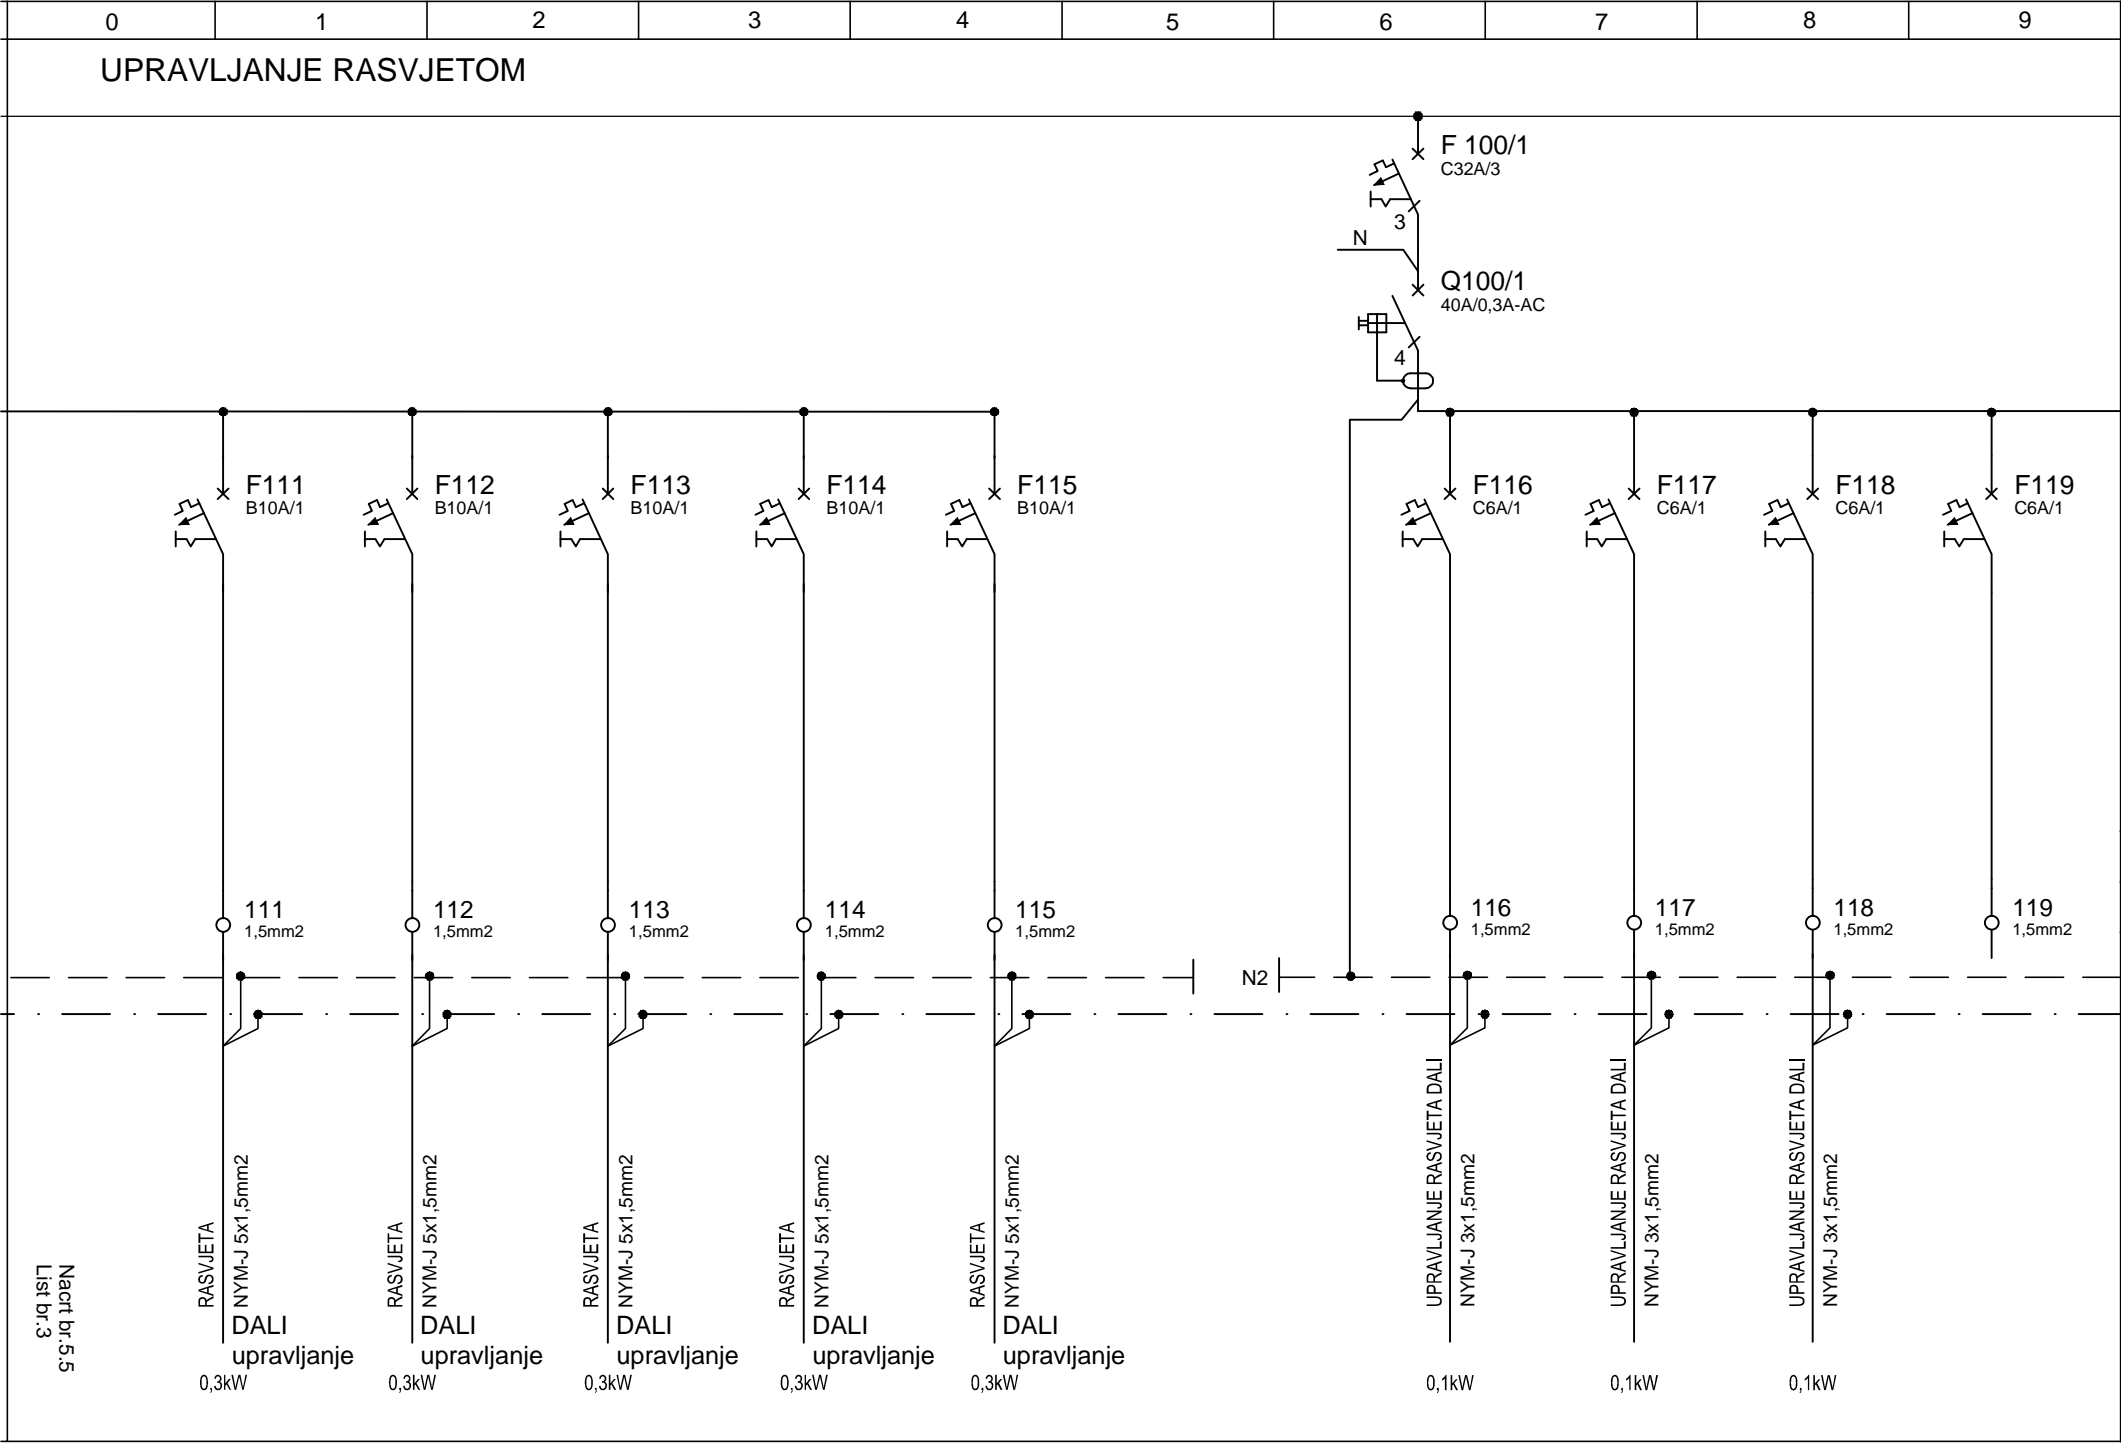 0 1 2 3 4 5 6 7 8 9
UPRAVLJANJE RASVJETOM
F 100/1
C32A/3
3
N
Q100/1
40A/0,3A-AC
4
F111 F112 F113 F114 F115 F116 F117 F118 F119
B10A/1 B10A/1 B10A/1 B10A/1 B10A/1 C6A/1 C6A/1 C6A/1 C6A/1
111 112 113 114 115 116 117 118 119
1,5mm2 1,5mm2 1,5mm2 1,5mm2 1,5mm2 1,5mm2 1,5mm2 1,5mm2 1,5mm2
N2
RASVJETA
NYM-J 5x1,5mm2
RASVJETA
NYM-J 5x1,5mm2
RASVJETA
NYM-J 5x1,5mm2
RASVJETA
NYM-J 5x1,5mm2
RASVJETA
NYM-J 5x1,5mm2
UPRAVLJANJE RASVJETA DALI
NYM-J 3x1,5mm2
UPRAVLJANJE RASVJETA DALI
NYM-J 3x1,5mm2
UPRAVLJANJE RASVJETA DALI
NYM-J 3x1,5mm2
DALI DALI DALI DALI DALI
upravljanje upravljanje upravljanje upravljanje upravljanje
0,3kW 0,3kW 0,3kW 0,3kW 0,3kW 0,1kW 0,1kW 0,1kW
Nacrt br.5.5
List br.3